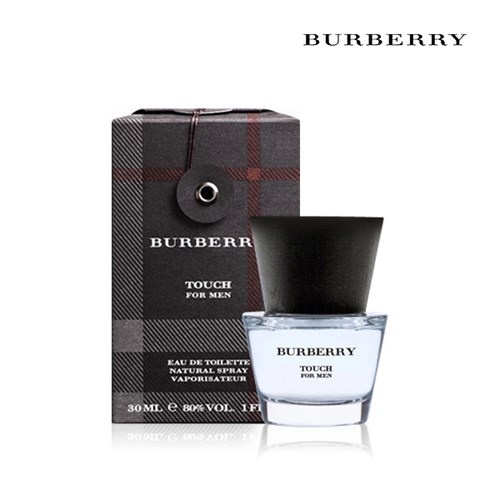 BURBERRY
BURBERRY
TOUCH
FOR MEN
EAU DE TOILETTE
NATURAL SPRAY
VAPORISATEUR
30 ML ℮ 80% VOL. 1
BURBERRY
TOUCH
FOR MEN